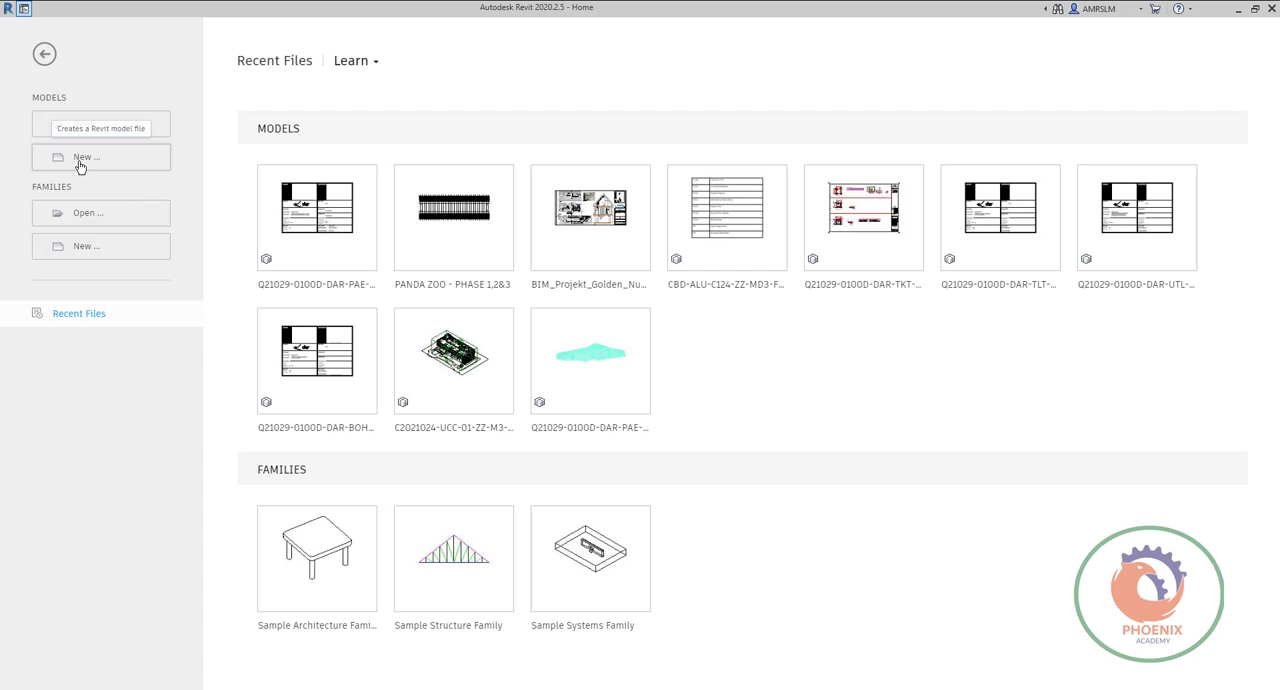 Autodesk Revit 2020.2.5 - Home
AMRSLM
Recent Files
Learn
MODELS
Creates a Revit model file
New ...
FAMILIES
Open ...
New ...
Recent Files
MODELS
Q21029-0100D-DAR-PAE-...
PANDA ZOO - PHASE 1,2&3
BIM_Projekt_Golden_Nu...
CBD-ALU-C124-ZZ-MD3-F...
Q21029-0100D-DAR-TKT-...
Q21029-0100D-DAR-TLT-...
Q21029-0100D-DAR-UTL-...
Q21029-0100D-DAR-BOH...
C2021024-UCC-01-ZZ-M3-...
Q21029-0100D-DAR-PAE-...
FAMILIES
Sample Architecture Fami...
Sample Structure Family
Sample Systems Family
PHOENIX
ACADEMY